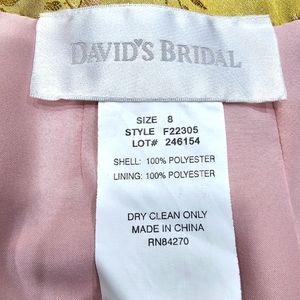 DAVID'S BRIDAL
SIZE 8
STYLE F22305
LOT# 246154
SHELL: 100% POLYESTER
LINING: 100% POLYESTER
DRY CLEAN ONLY
MADE IN CHINA
RN84270